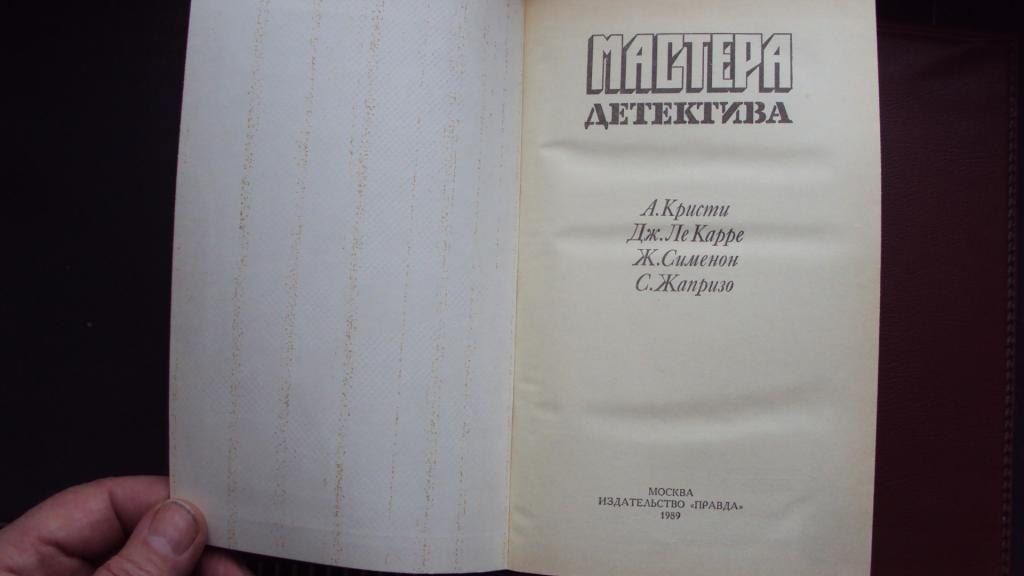 МАСТЕРА
ДЕТЕКТИВА
А.Кристи
Дж.Ле Карре
Ж.Сименон
С.Жапризо
МОСКВА
ИЗДАТЕЛЬСТВО «ПРАВДА»
1989